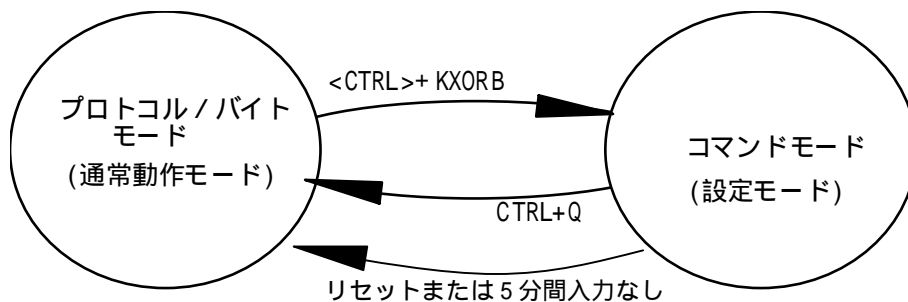 <CTRL>+ KXORB
プロトコル / バイト
モード
(通常動作モード)
コマンドモード
(設定モード)
CTRL+Q
リセットまたは 5 分間入力なし